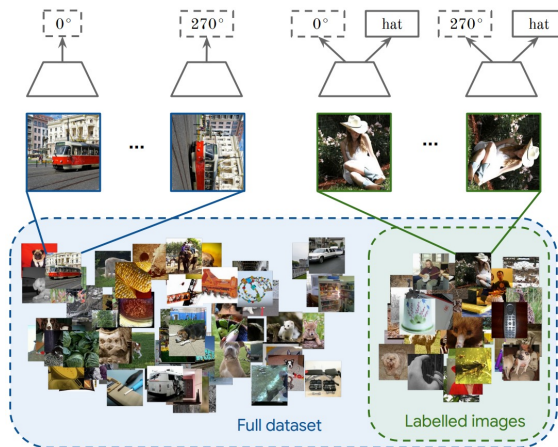 0° 270° 0° hat 270° hat
... ...
Full dataset Labelled images